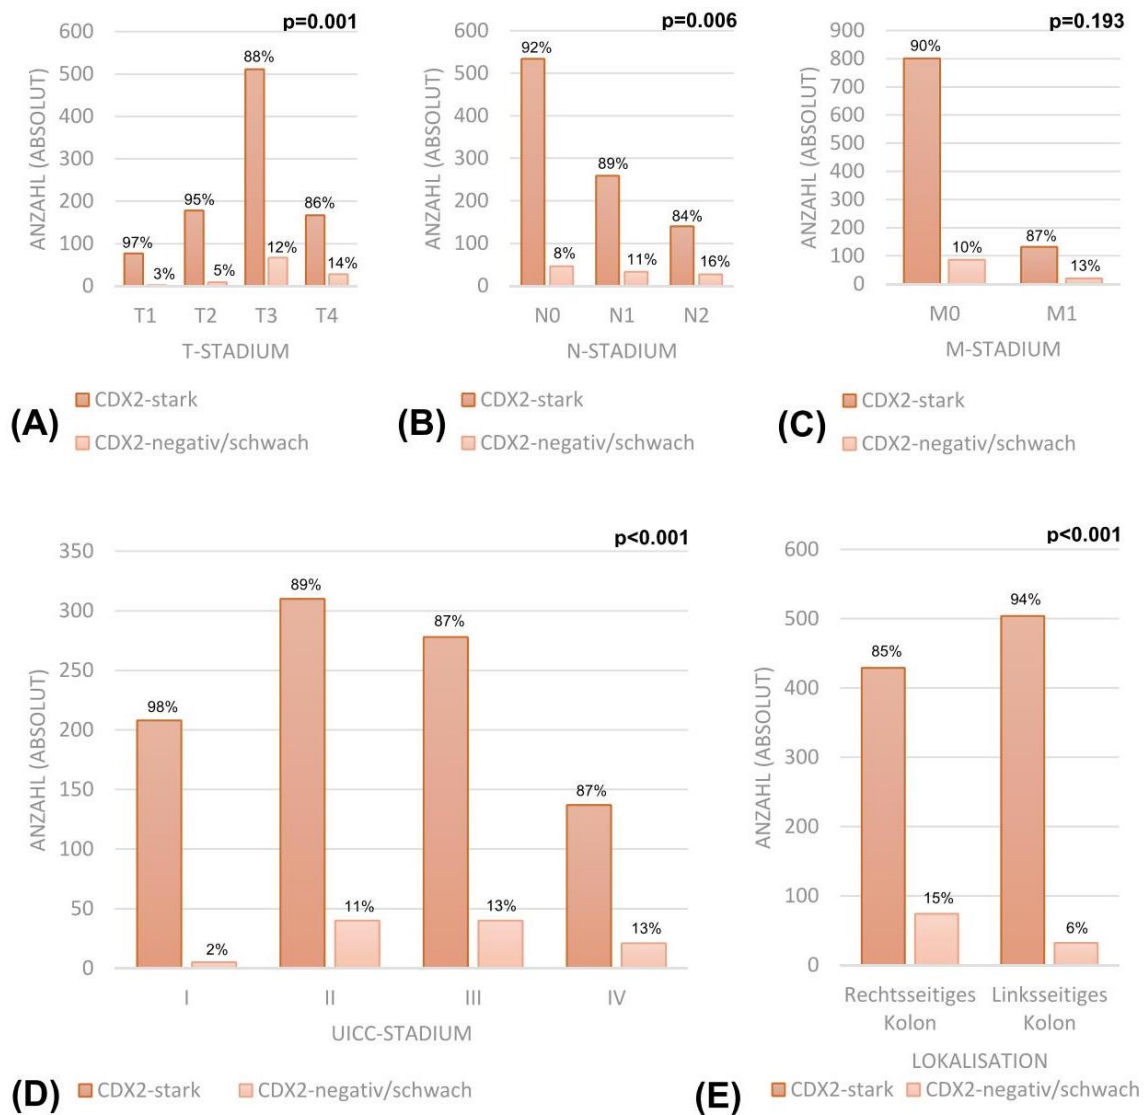 p=0.001
600
500
400
300
200
100
0
ANZAHL (ABSOLUT)
97%
3%
95%
5%
88%
12%
86%
14%
T1 T2 T3 T4
T-STADIUM
CDX2-stark
CDX2-negativ/schwach
(A)
p=0.006
600
500
400
300
200
100
0
ANZAHL (ABSOLUT)
92%
8%
89%
11%
84%
16%
N0 N1 N2
N-STADIUM
CDX2-stark
CDX2-negativ/schwach
(B)
p=0.193
900
800
700
600
500
400
300
200
100
0
ANZAHL (ABSOLUT)
90%
10%
87%
13%
M0 M1
M-STADIUM
CDX2-stark
CDX2-negativ/schwach
(C)
p<0.001
350
300
250
200
150
100
50
0
ANZAHL (ABSOLUT)
98%
2%
89%
11%
87%
13%
87%
13%
I II III IV
UICC-STADIUM
(D) CDX2-stark CDX2-negativ/schwach
p<0.001
600
500
400
300
200
100
0
ANZAHL (ABSOLUT)
85%
15%
94%
6%
Rechtsseitiges
Kolon
Linksseitiges
Kolon
LOKALISATION
(E) CDX2-stark CDX2-negativ/schwach